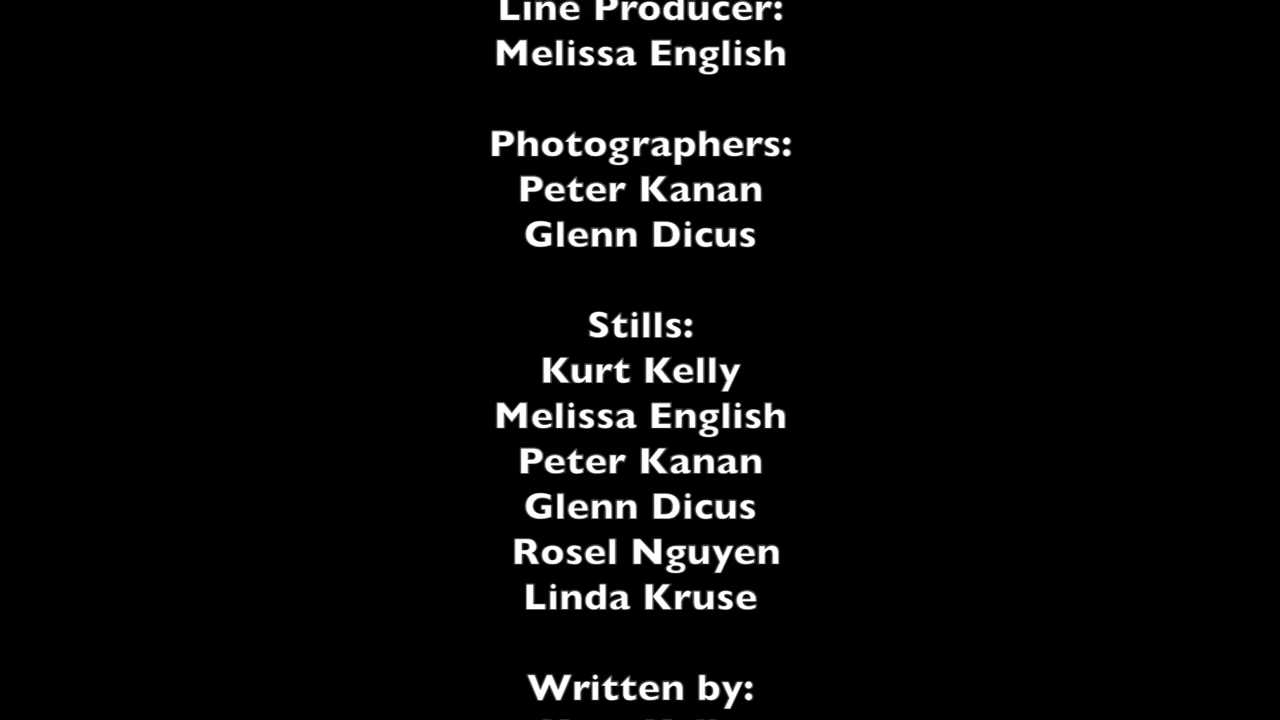 Line Producer:
Melissa English
Photographers:
Peter Kanan
Glenn Dicus
Stills:
Kurt Kelly
Melissa English
Peter Kanan
Glenn Dicus
Rosel Nguyen
Linda Kruse
Written by: